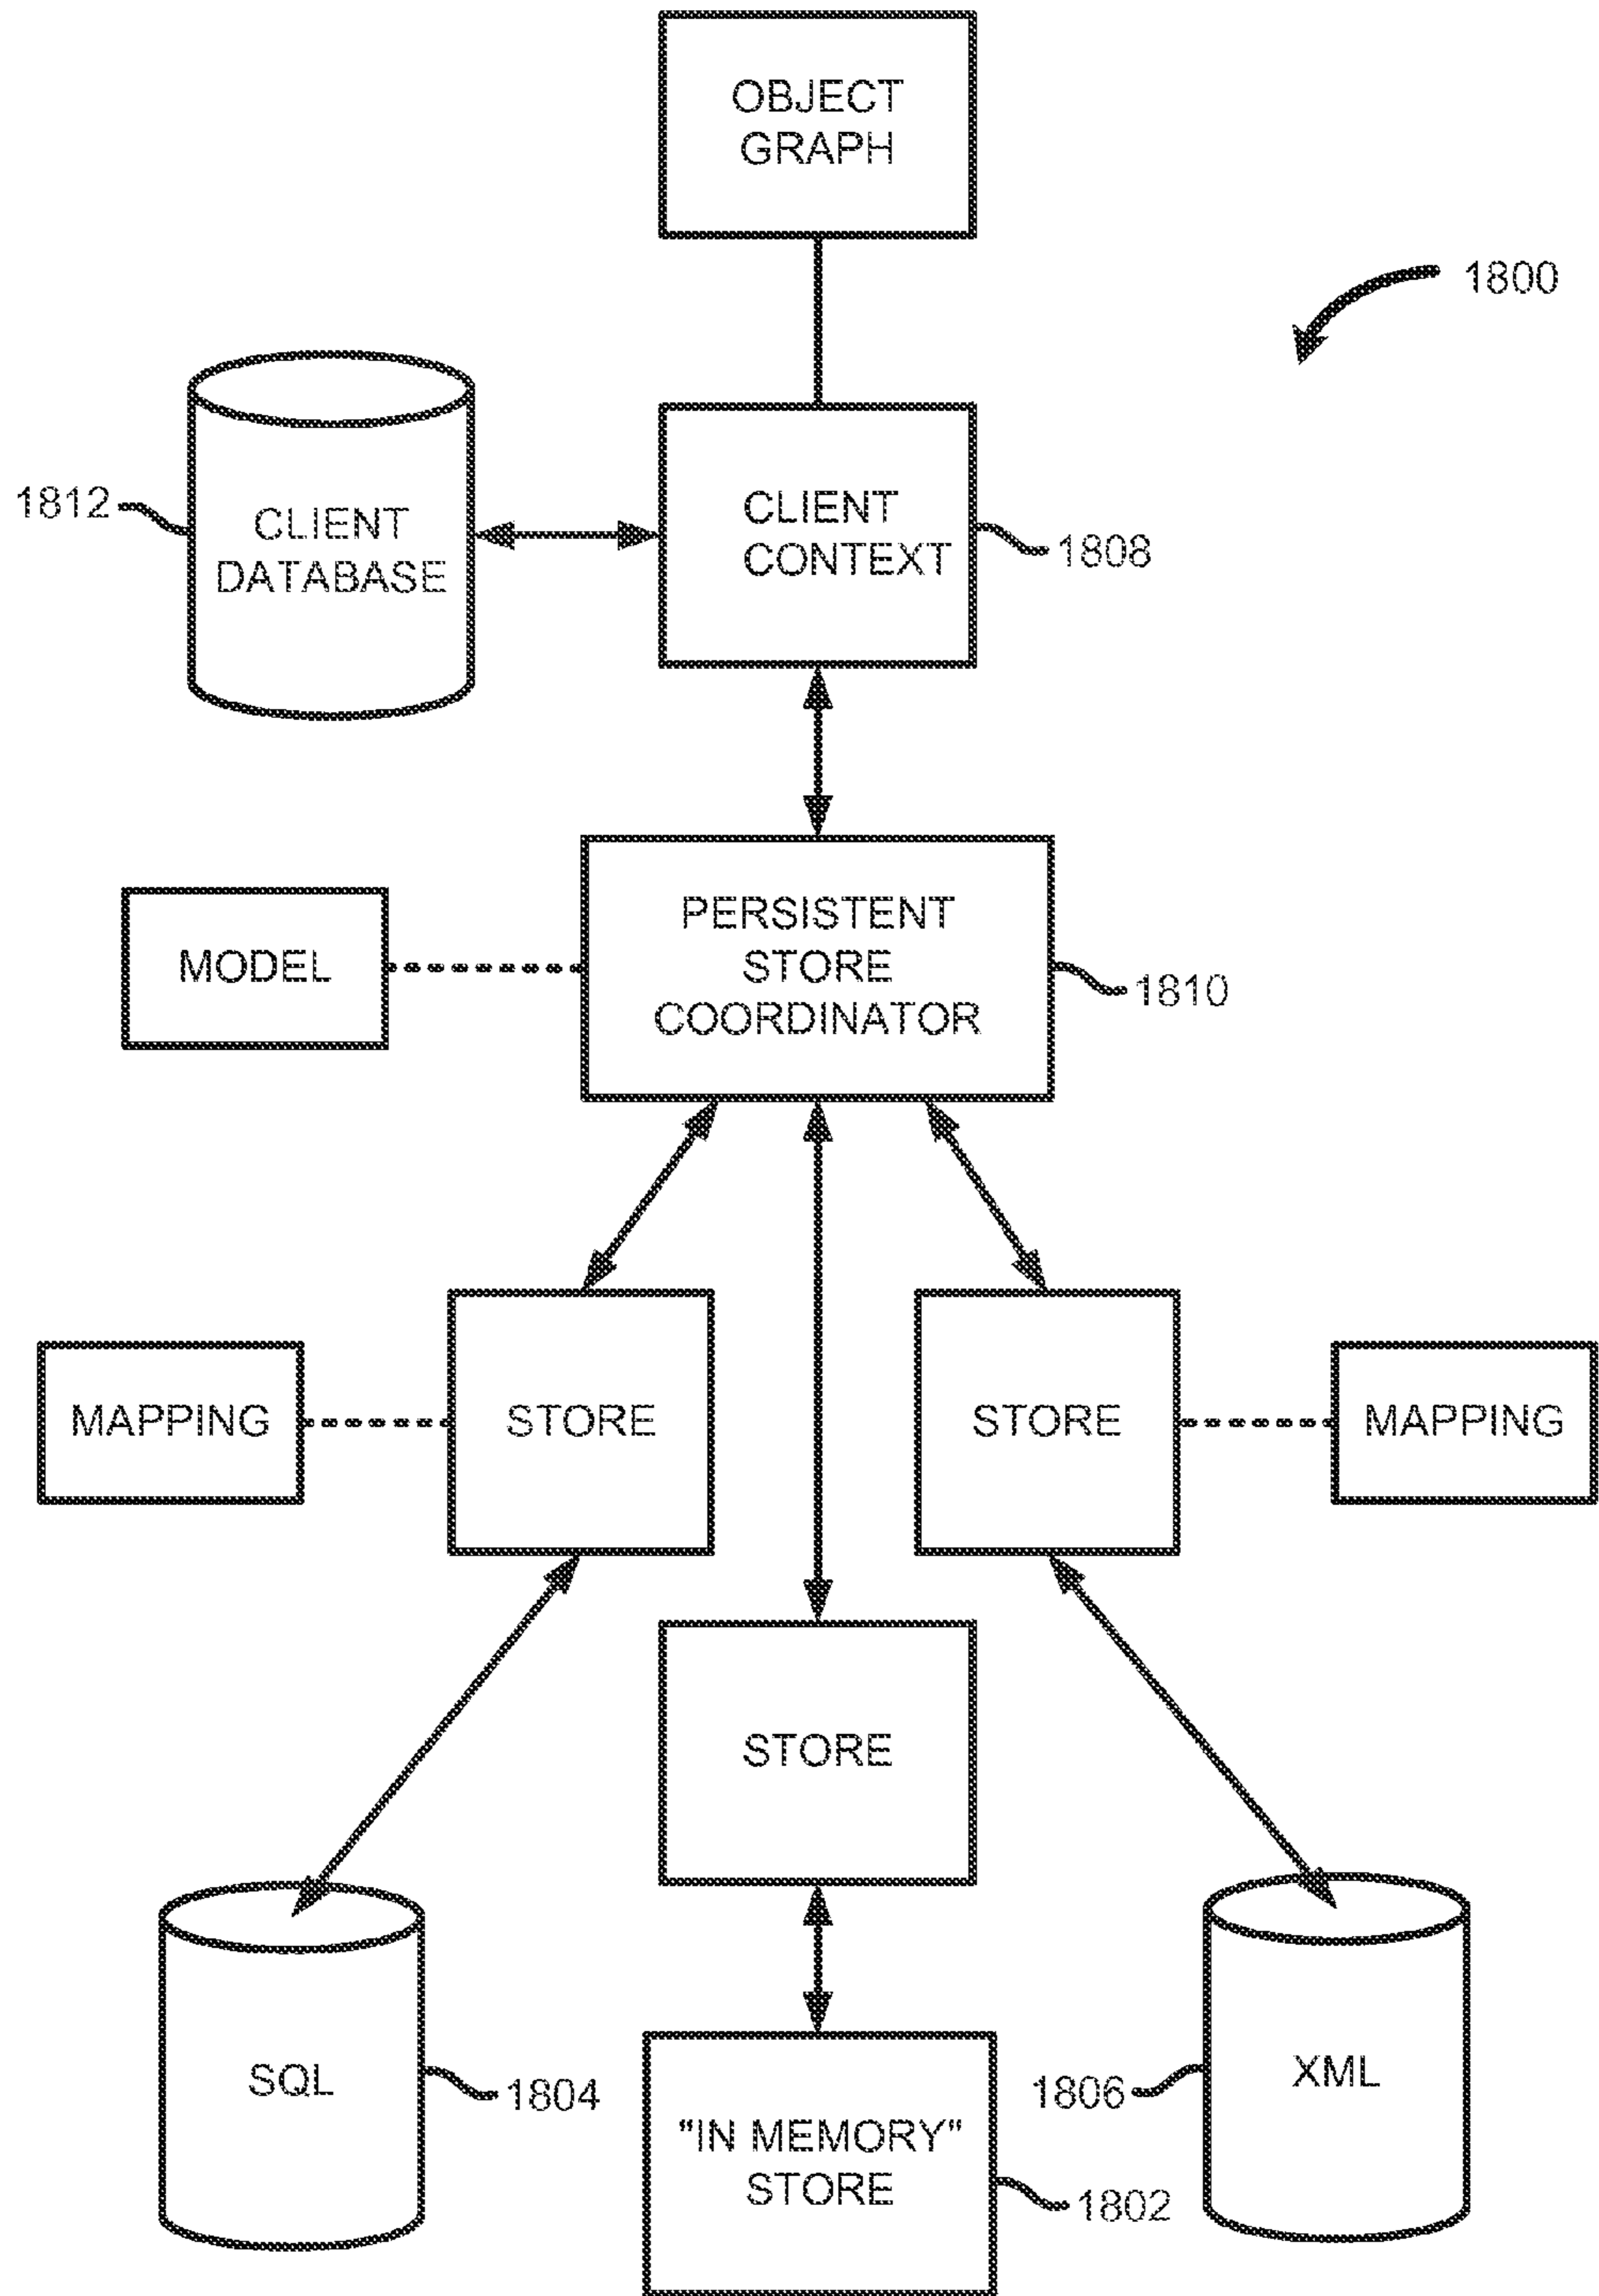 OBJECT
GRAPH
1800
1812
CLIENT
DATABASE
CLIENT
CONTEXT
1808
MODEL
PERSISTENT
STORE
COORDINATOR
1810
MAPPING
STORE
STORE
MAPPING
STORE
SQL
1804
"IN MEMORY"
STORE
1802
1806
XML